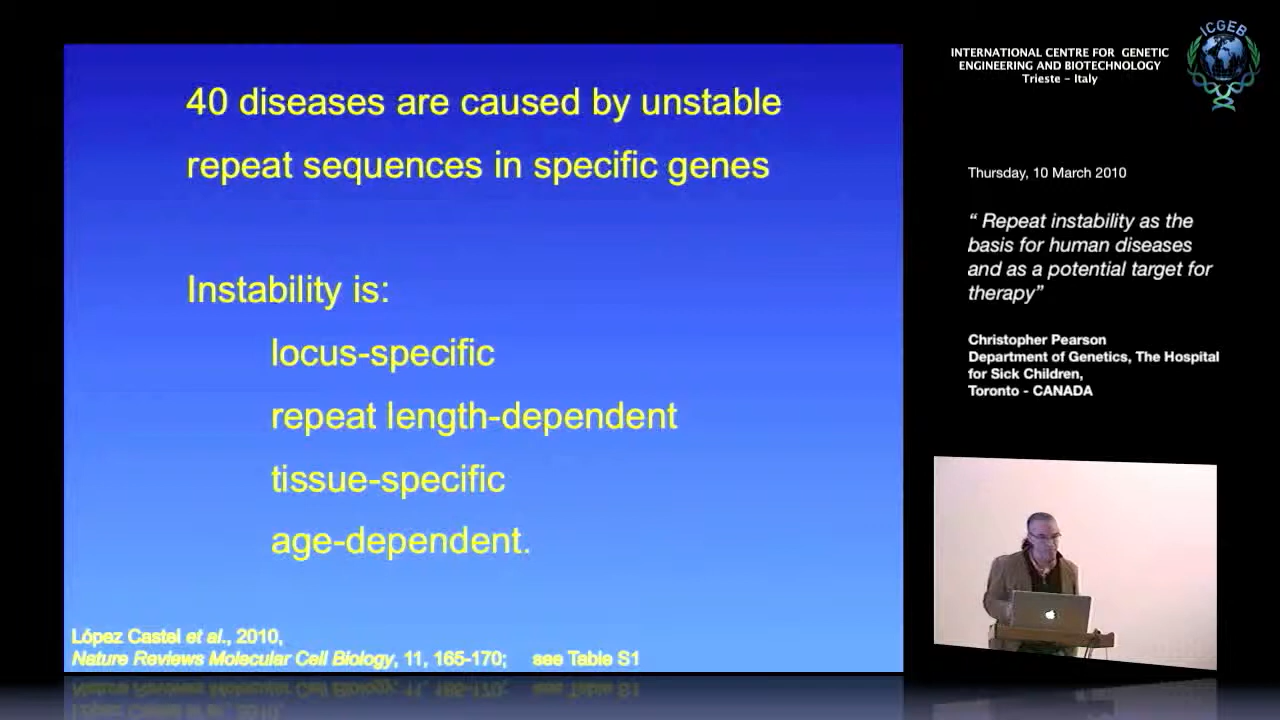 40 diseases are caused by unstable
repeat sequences in specific genes
Instability is:
locus-specific
repeat length-dependent
tissue-specific
age-dependent.
López Castel et al., 2010,
Nature Reviews Molecular Cell Biology, 11, 165-170; see Table S1
INTERNATIONAL CENTRE FOR GENETIC
ENGINEERING AND BIOTECHNOLOGY
Trieste - Italy
ICGEB
Thursday, 10 March 2010
“ Repeat instability as the
basis for human diseases
and as a potential target for
therapy”
Christopher Pearson
Department of Genetics, The Hospital
for Sick Children,
Toronto - CANADA